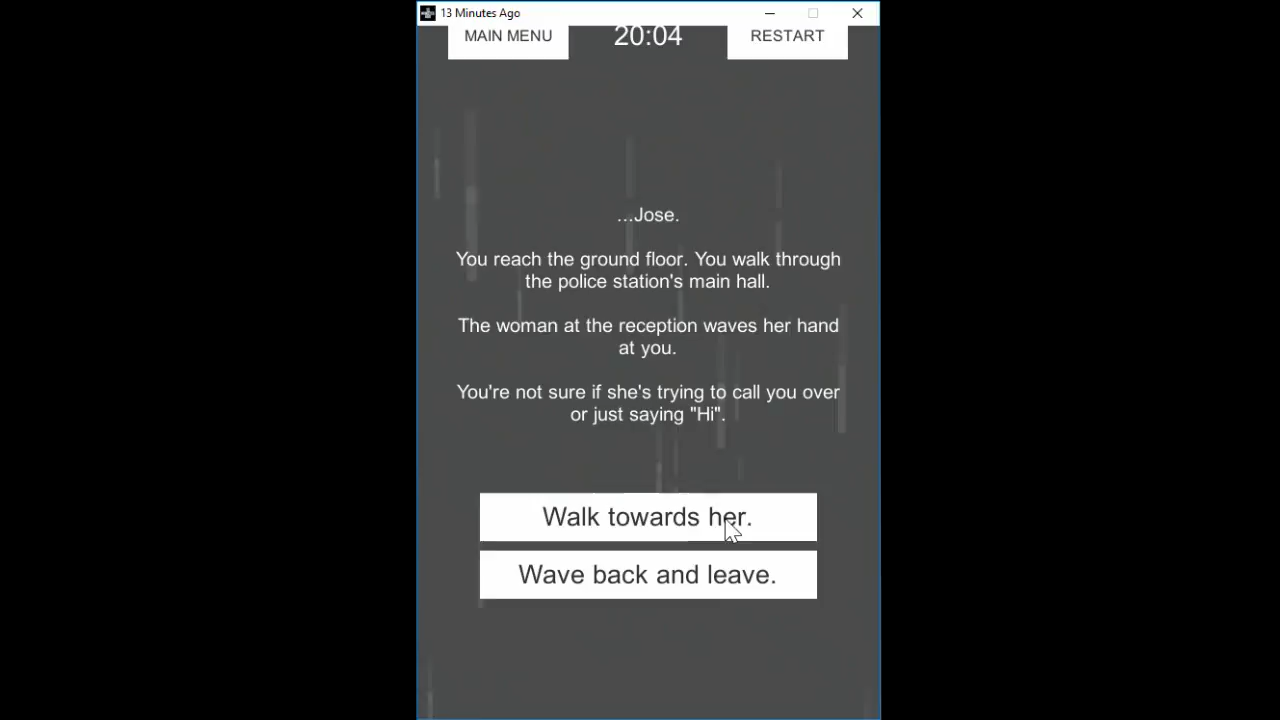 13 Minutes Ago
MAIN MENU
20:04
RESTART
...Jose.
You reach the ground floor. You walk through
the police station's main hall.
The woman at the reception waves her hand
at you.
You're not sure if she's trying to call you over
or just saying "Hi".
Walk towards her.
Wave back and leave.